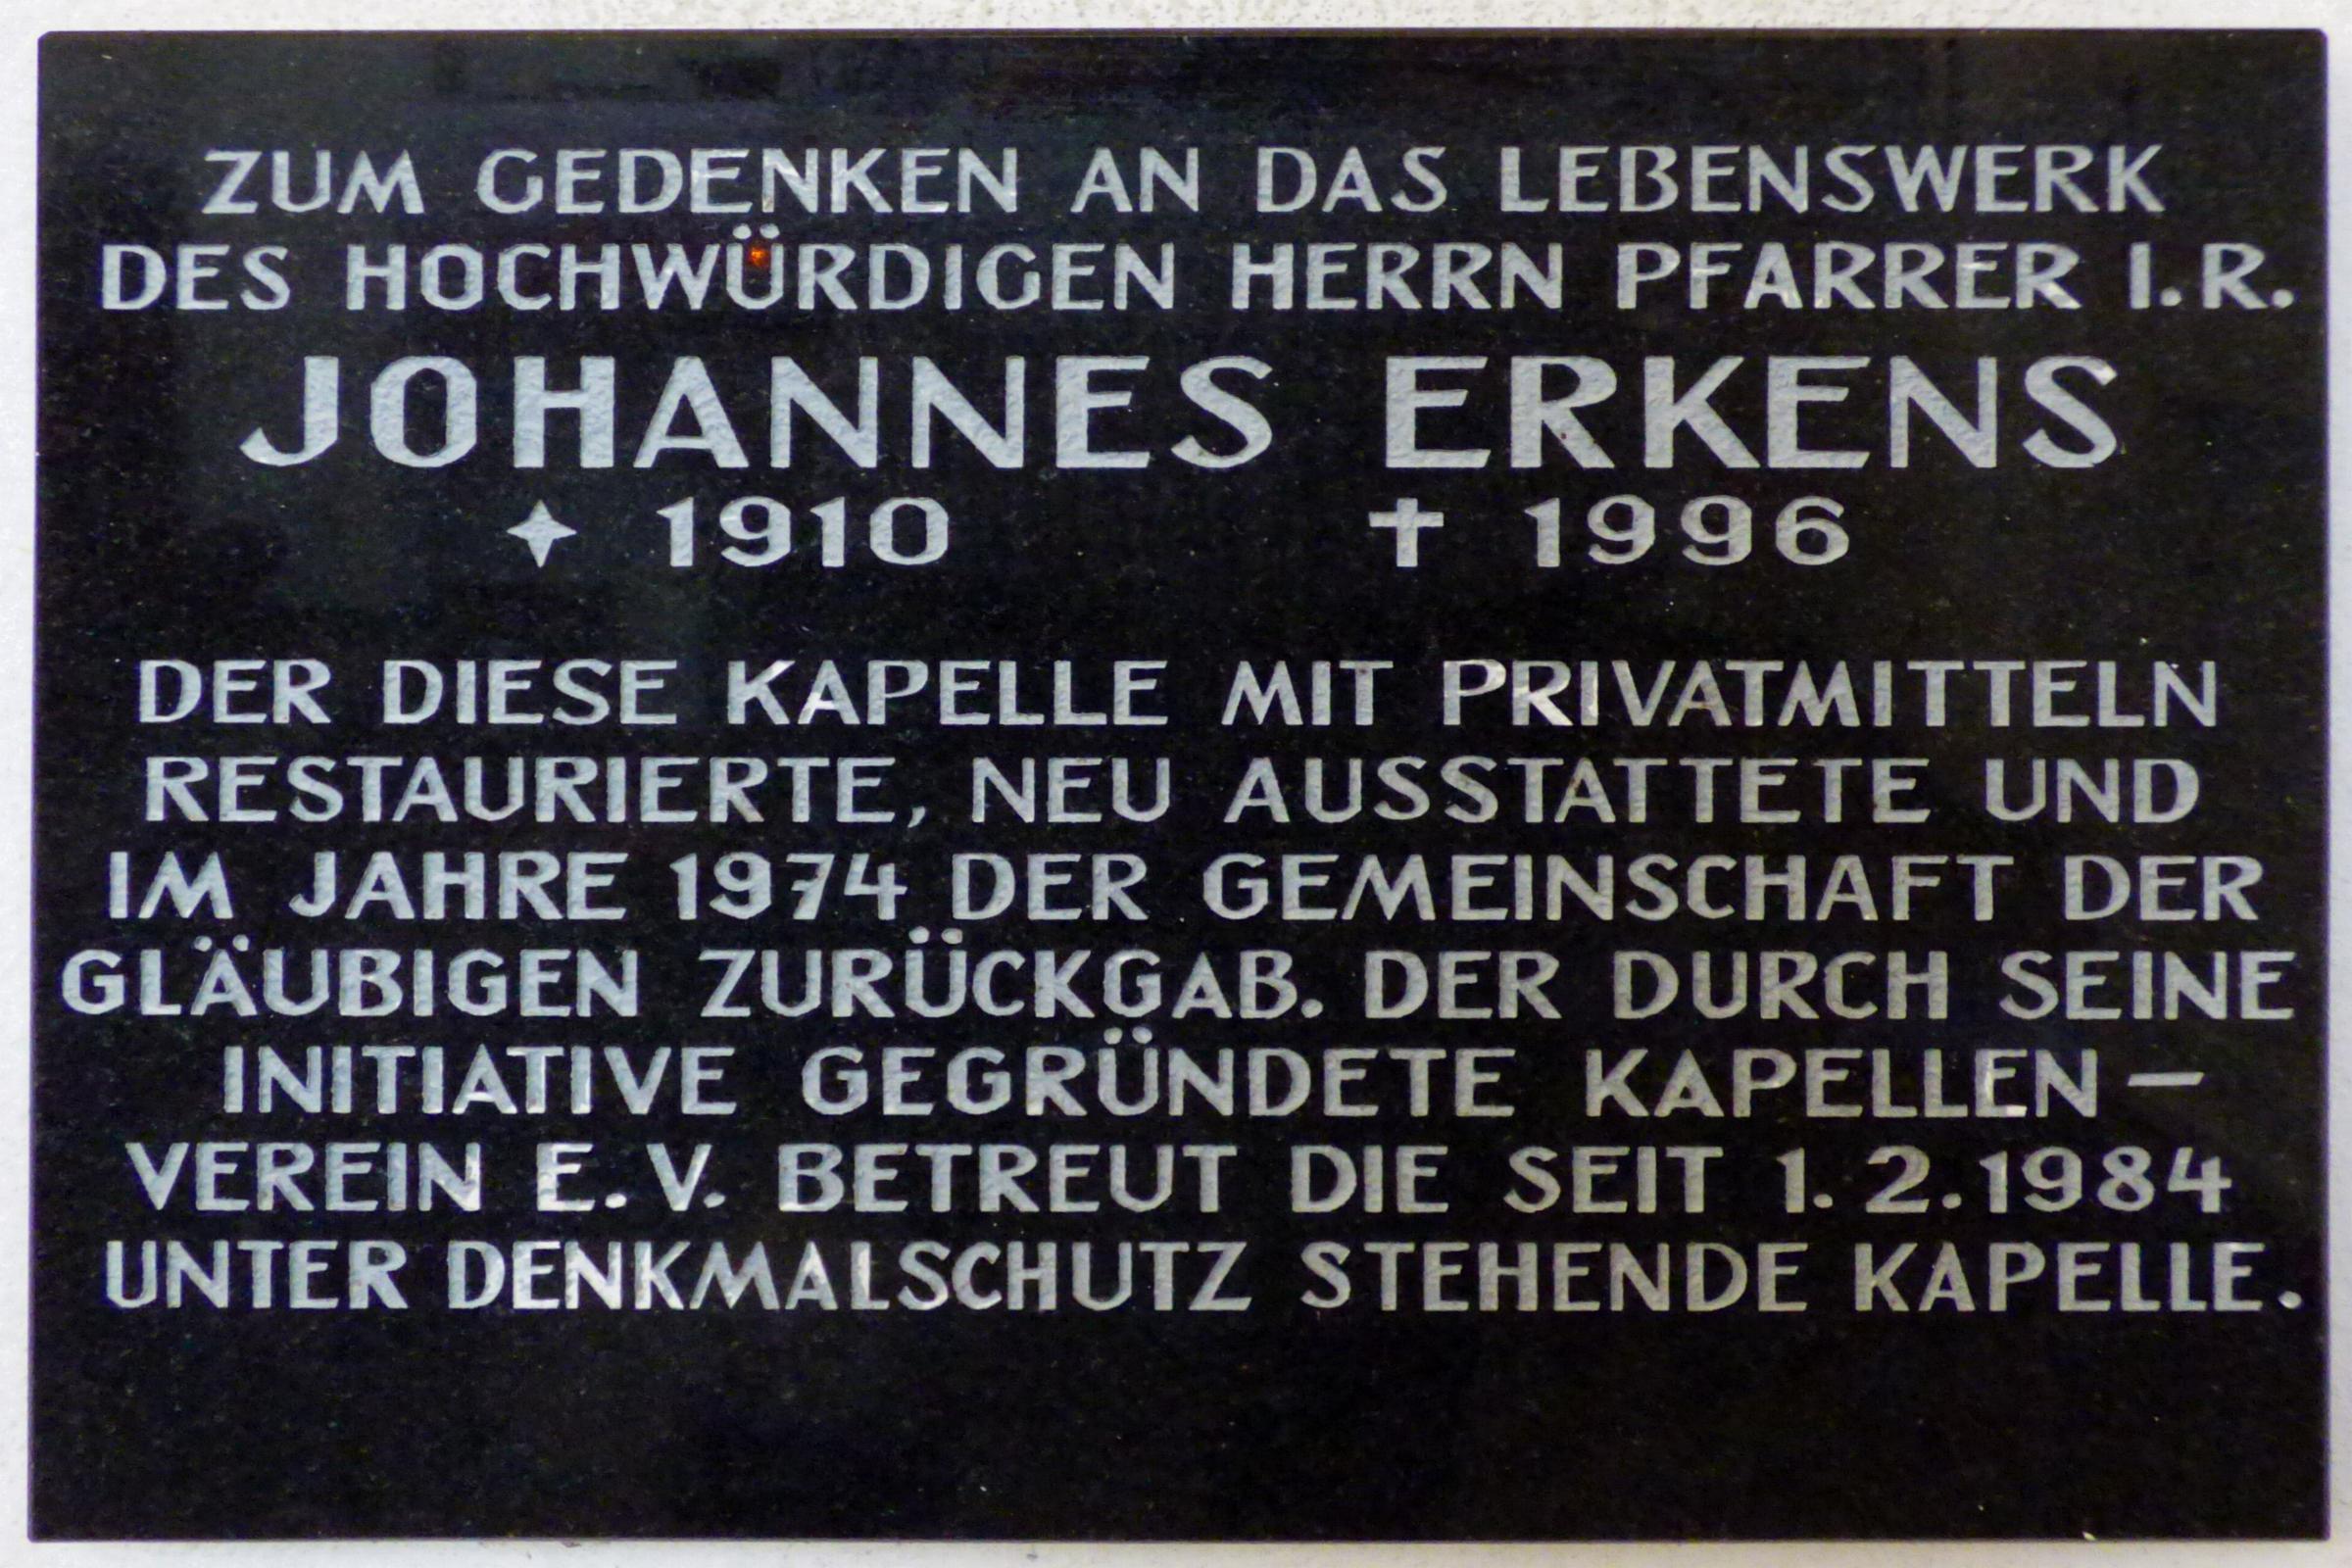 ZUM GEDENKEN AN DAS LEBENSWERK
DES HOCHWÜRDIGEN HERRN PFARRER I.R.
JOHANNES ERKENS
✦ 1910 † 1996
DER DIESE KAPELLE MIT PRIVATMITTELN
RESTAURIERTE, NEU AUSSTATTETE UND
IM JAHRE 1974 DER GEMEINSCHAFT DER
GLÄUBIGEN ZURÜCKGAB. DER DURCH SEINE
INITIATIVE GEGRÜNDETE KAPELLEN –
VEREIN E.V. BETREUT DIE SEIT 1.2.1984
UNTER DENKMALSCHUTZ STEHENDE KAPELLE.